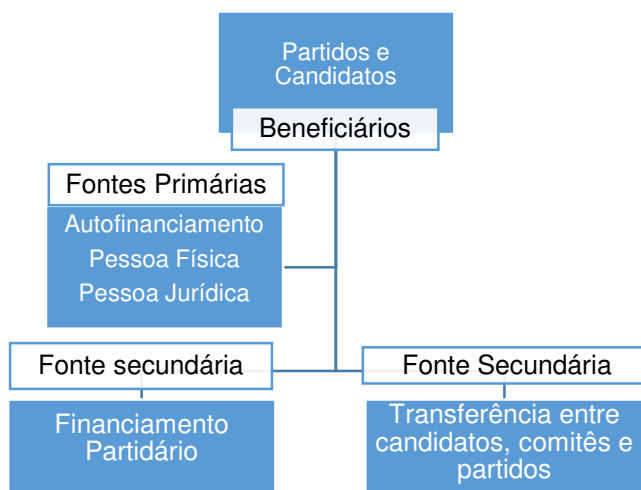 Partidos e
Candidatos
Beneficiários
Fontes Primárias
Autofinanciamento
Pessoa Física
Pessoa Jurídica
Fonte secundária
Financiamento
Partidário
Fonte Secundária
Transferência entre
candidatos, comitês e
partidos